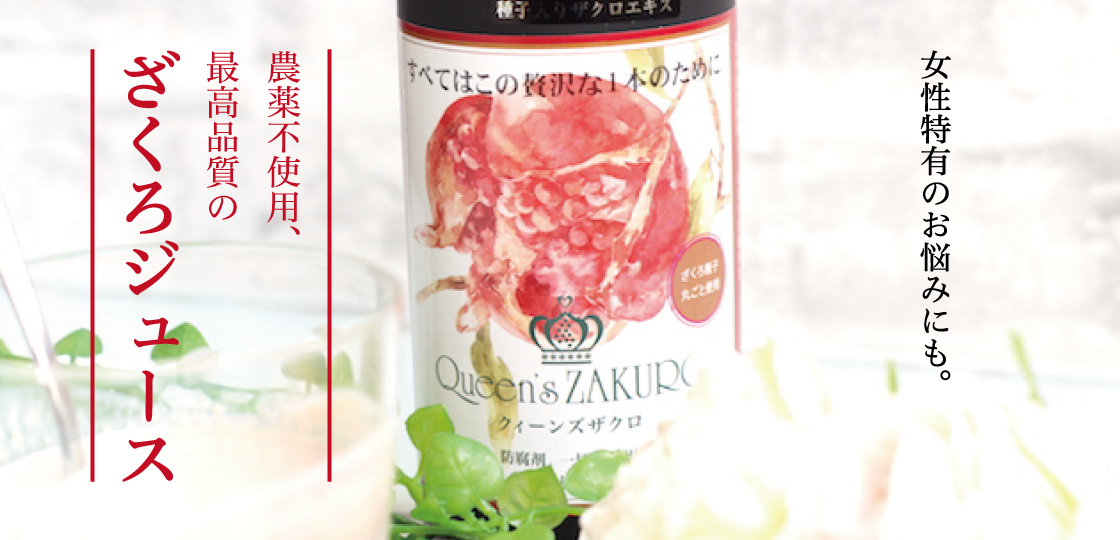 女性特有のお悩みにも。
農薬不使用、
最高品質の
ざくろジュース
種子入りザクロエキス
すべてはこの贅沢な1本のために
ざくろ種子
丸ごと使用
Queen's ZAKURO
クィーンズザクロ
防腐剤